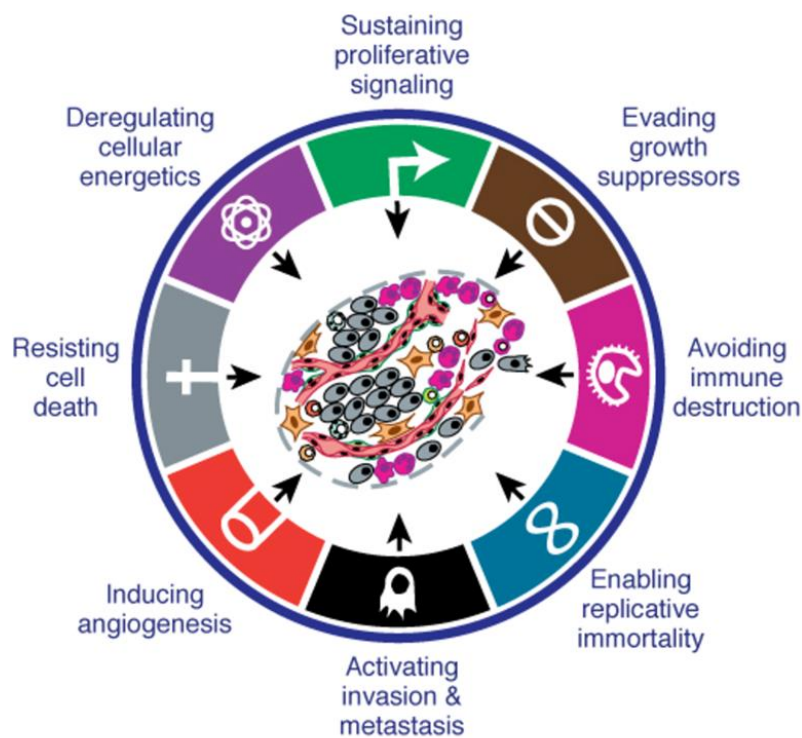 Sustaining
proliferative
signaling
Evading
growth
suppressors
Avoiding
immune
destruction
Enabling
replicative
immortality
Activating
invasion &
metastasis
Inducing
angiogenesis
Resisting
cell
death
Deregulating
cellular
energetics